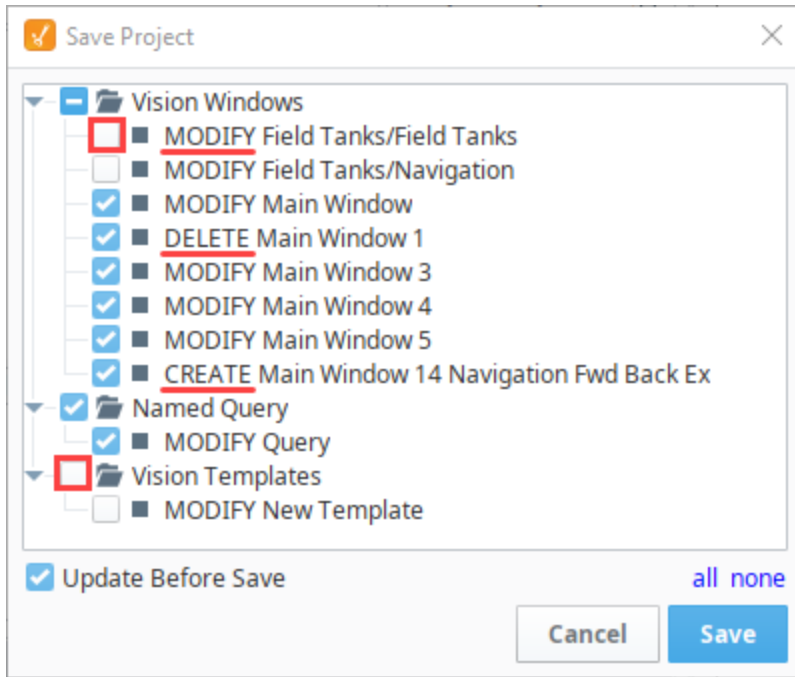 Save Project
Vision Windows
MODIFY Field Tanks/Field Tanks
MODIFY Field Tanks/Navigation
MODIFY Main Window
DELETE Main Window 1
MODIFY Main Window 3
MODIFY Main Window 4
MODIFY Main Window 5
CREATE Main Window 14 Navigation Fwd Back Ex
Named Query
MODIFY Query
Vision Templates
MODIFY New Template
Update Before Save all none
Cancel Save